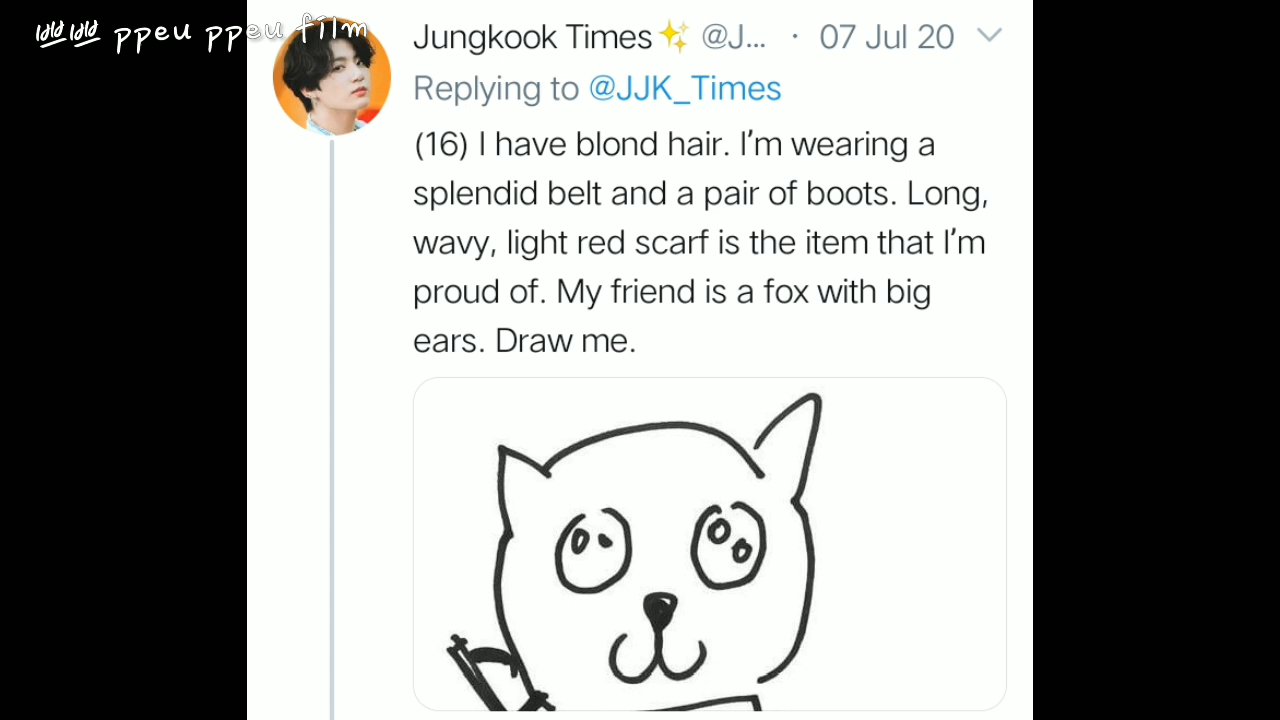 ㅃㅃ ppeu ppeu film
Jungkook Times✨ @J... · 07 Jul 20
Replying to @JJK_Times
(16) I have blond hair. I’m wearing a
splendid belt and a pair of boots. Long,
wavy, light red scarf is the item that I’m
proud of. My friend is a fox with big
ears. Draw me.